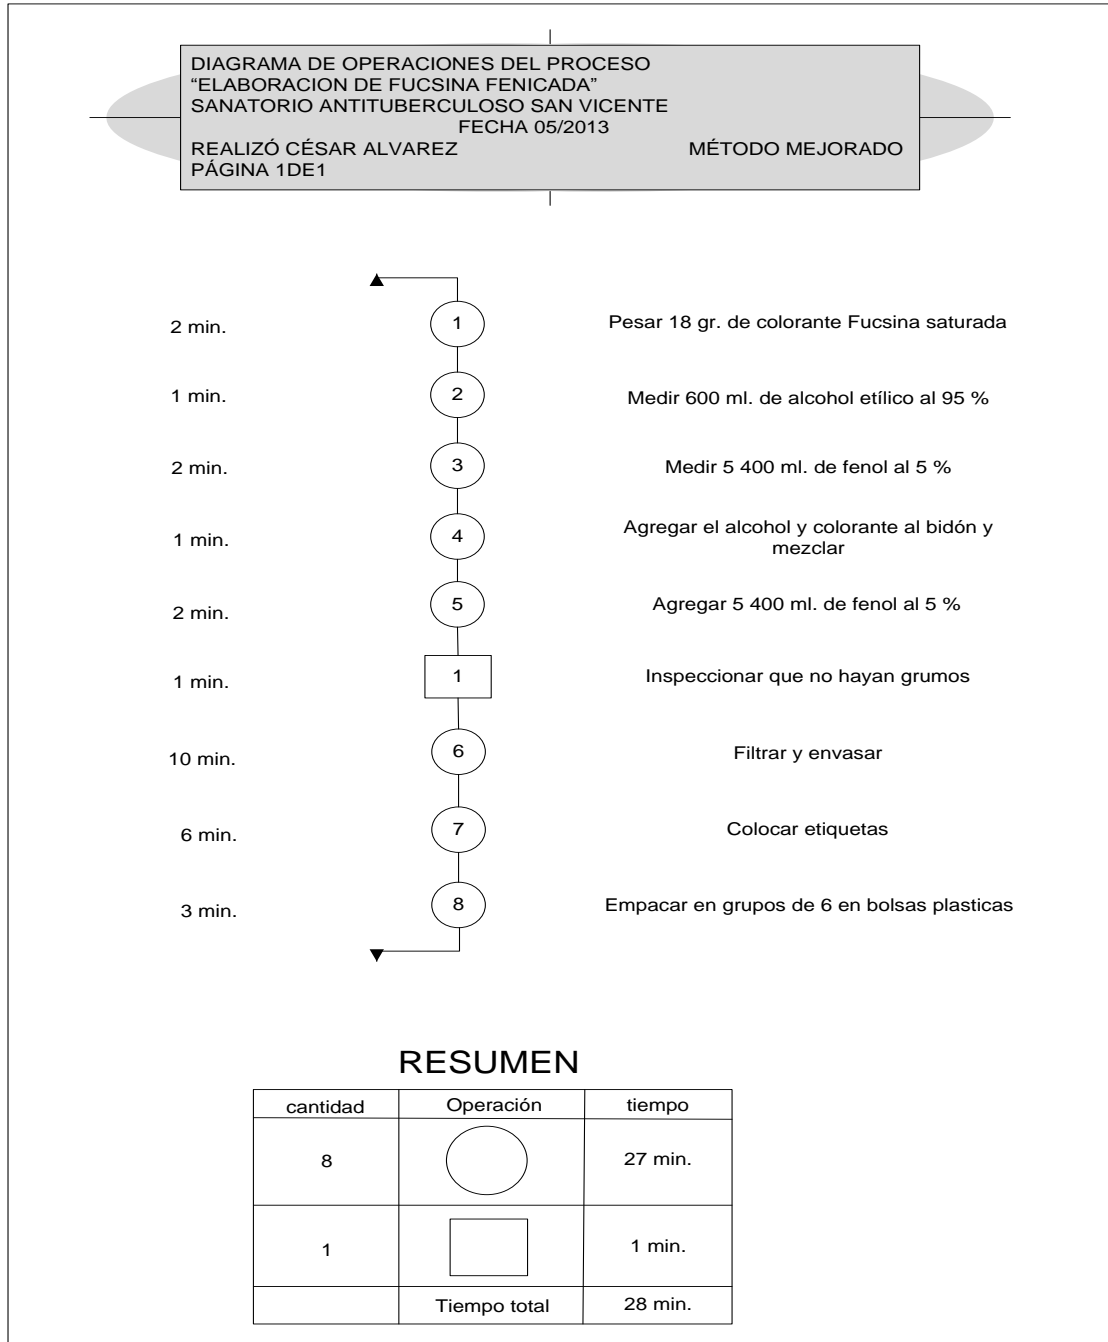 DIAGRAMA DE OPERACIONES DEL PROCESO
“ELABORACION DE FUCSINA FENICADA”
SANATORIO ANTITUBERCULOSO SAN VICENTE
FECHA 05/2013
REALIZÓ CÉSAR ALVAREZ MÉTODO MEJORADO
PÁGINA 1DE1
2 min. 1 Pesar 18 gr. de colorante Fucsina saturada
1 min. 2 Medir 600 ml. de alcohol etílico al 95 %
2 min. 3 Medir 5 400 ml. de fenol al 5 %
1 min. 4 Agregar el alcohol y colorante al bidón y
mezclar
2 min. 5 Agregar 5 400 ml. de fenol al 5 %
1 min. 1 Inspeccionar que no hayan grumos
10 min. 6 Filtrar y envasar
6 min. 7 Colocar etiquetas
3 min. 8 Empacar en grupos de 6 en bolsas plasticas
RESUMEN
cantidad Operación tiempo
8 27 min.
1 1 min.
Tiempo total 28 min.